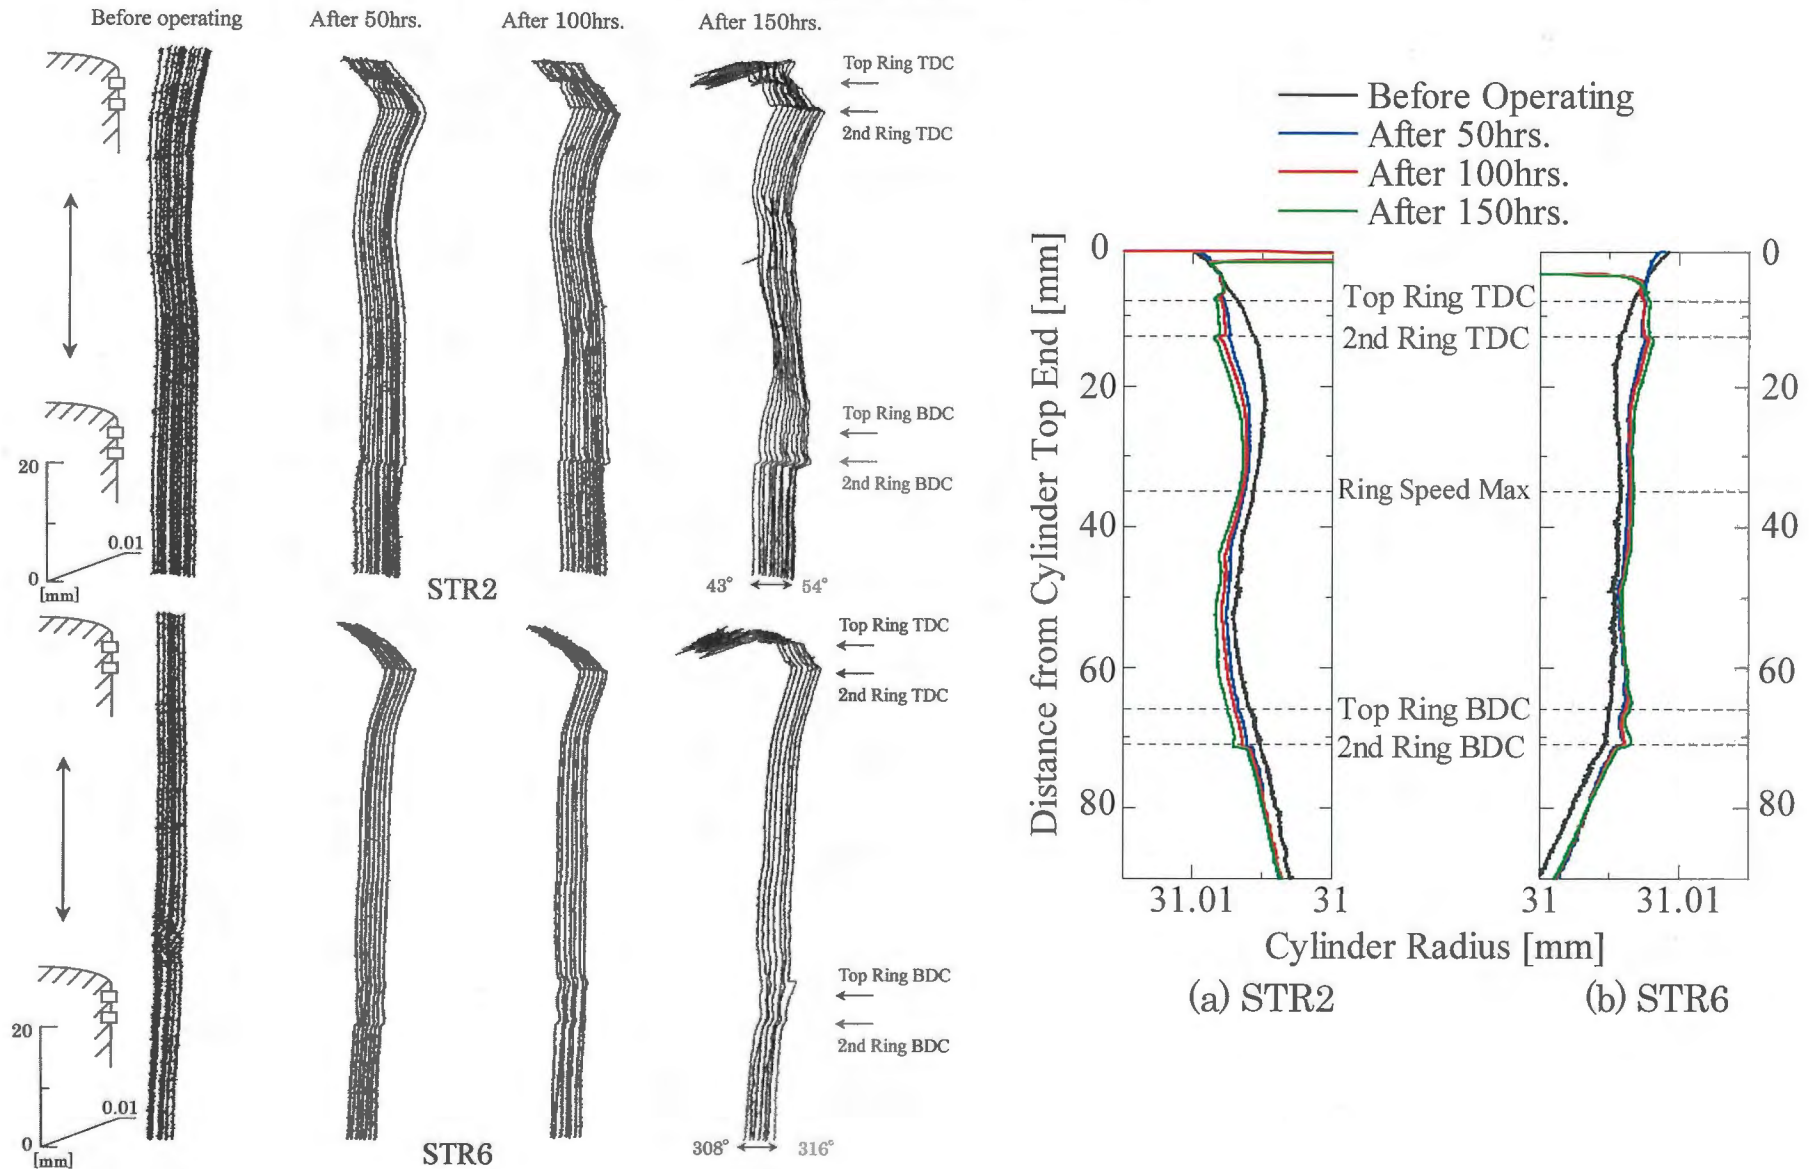 Before operating
After 50hrs.
After 100hrs.
After 150hrs.
Top Ring TDC
2nd Ring TDC
Top Ring BDC
2nd Ring BDC
20
0.01
0
[mm]
STR2
43°
54°
Top Ring TDC
2nd Ring TDC
Top Ring BDC
2nd Ring BDC
20
0.01
0
[mm]
STR6
308°
316°
Before Operating
After 50hrs.
After 100hrs.
After 150hrs.
Distance from Cylinder Top End [mm]
0
20
40
60
80
Top Ring TDC
2nd Ring TDC
Ring Speed Max
Top Ring BDC
2nd Ring BDC
0
20
40
60
80
31.01
31
31
31.01
Cylinder Radius [mm]
(a) STR2
(b) STR6